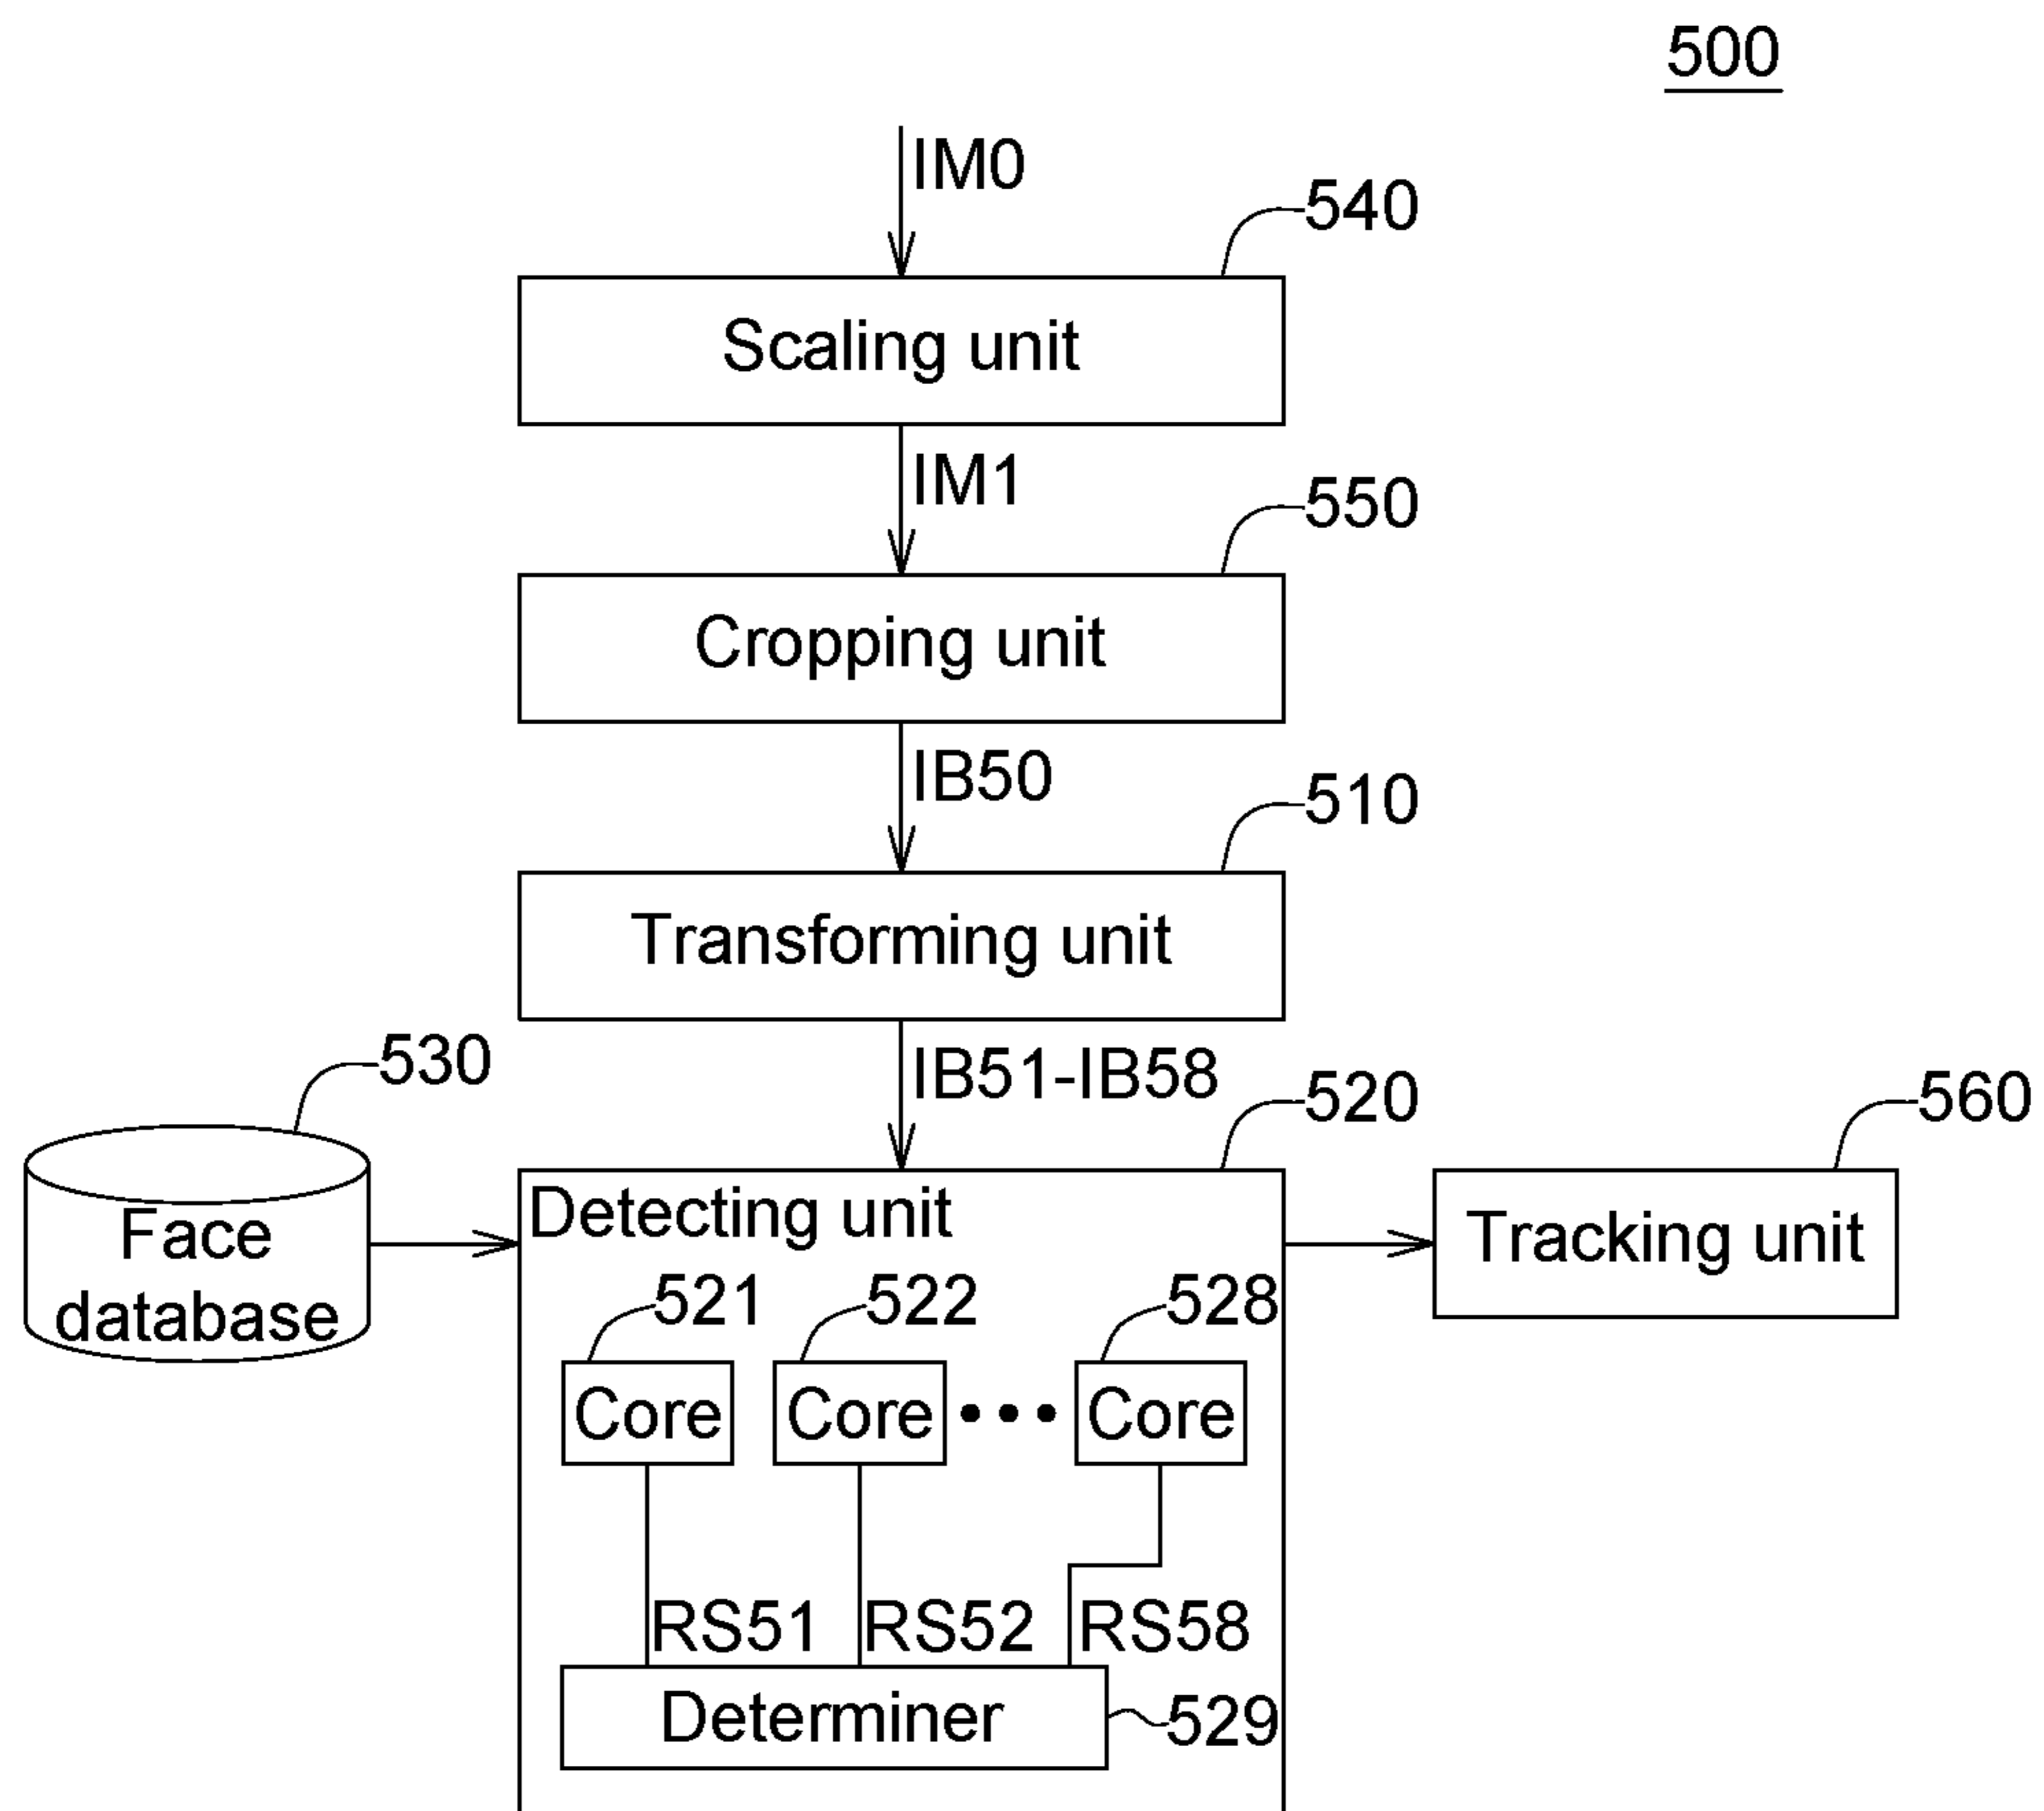 500
IM0
540
Scaling unit
IM1
550
Cropping unit
IB50
510
Transforming unit
530
IB51-IB58
520
560
Face
database
Detecting unit
Tracking unit
521
522
528
Core
Core
Core
RS51
RS52
RS58
Determiner
529